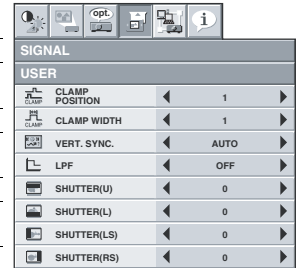 opt.
i
SIGNAL
USER
CLAMP CLAMP POSITION 1
CLAMP CLAMP WIDTH 1
VERT. SYNC. AUTO
LPF OFF
SHUTTER(U) 0
SHUTTER(L) 0
SHUTTER(LS) 0
SHUTTER(RS) 0